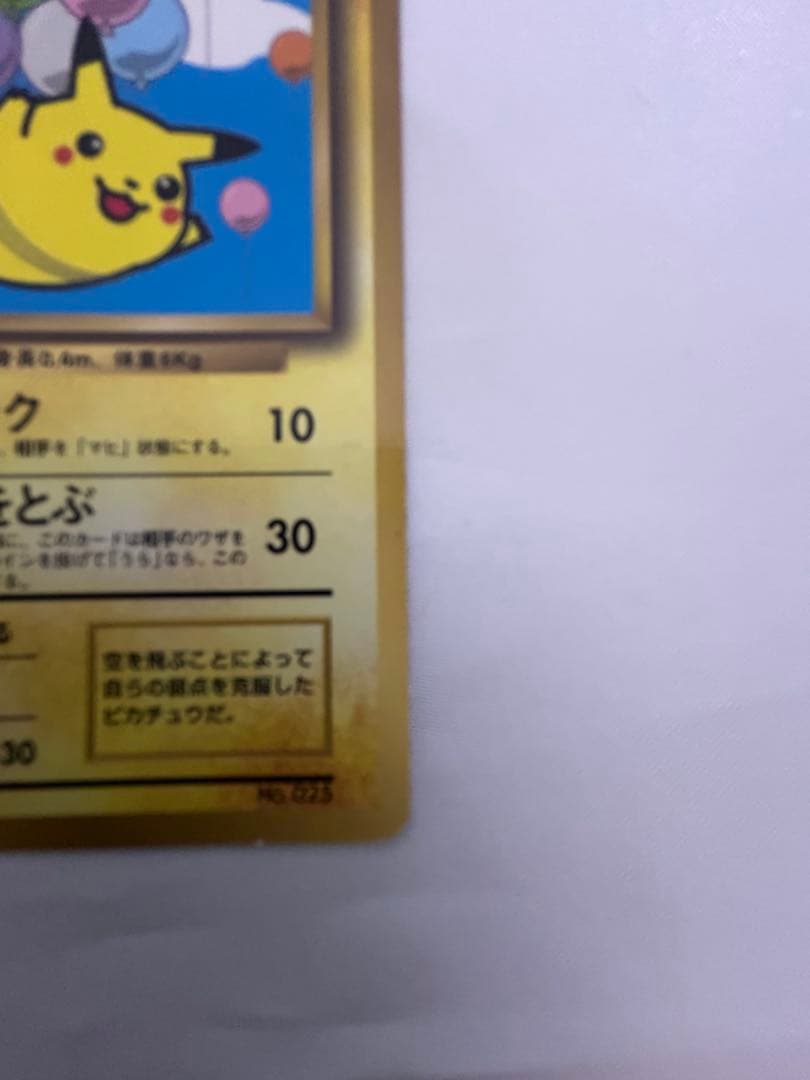 身長0.4m、体重6Kg
ク 10
、相手を「マヒ」状態にする。
をとぶ
に、このカードは相手のワザを 30
インを投げて「うら」なら、この
る。
空を飛ぶことによって
自らの弱点を克服した
ピカチュウだ。
30
No.025